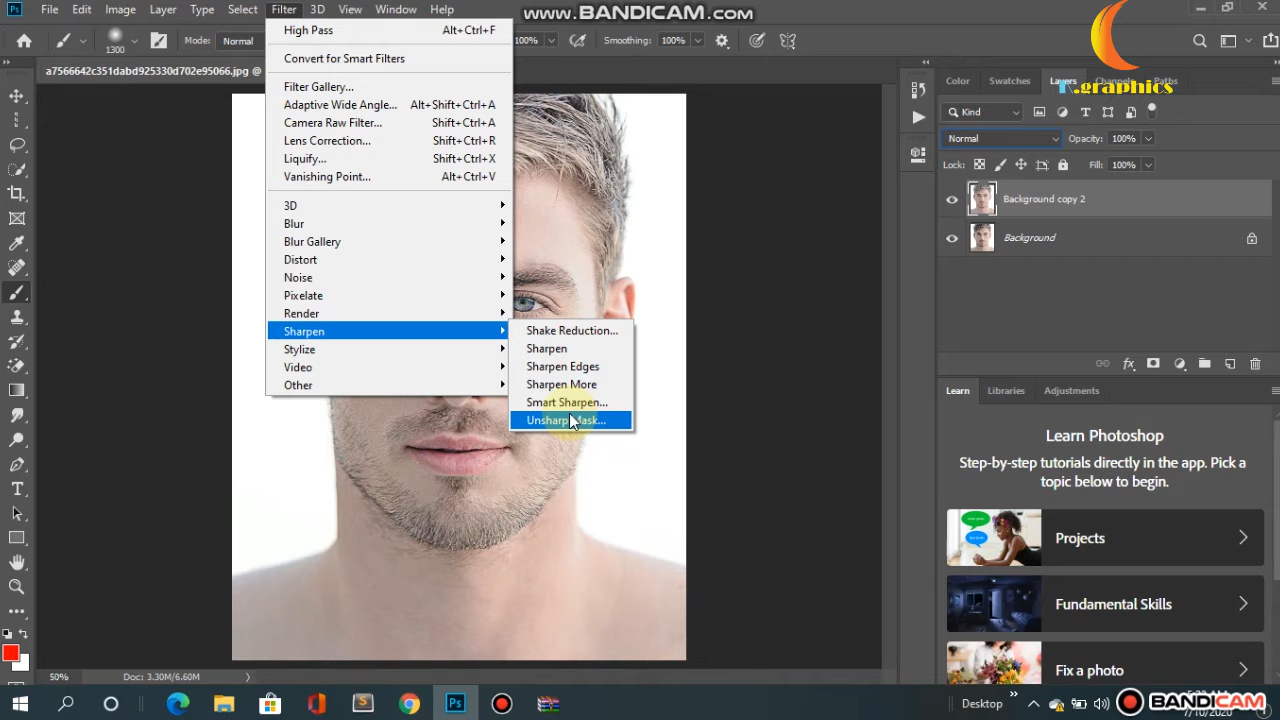 File Edit Image Layer Type Select Filter 3D View Window Help
www.BANDICAM.com
1300 Mode: Normal 100% Smoothing: 100%
a7566642c351dabd925330d702e95066.jpg @
High Pass Alt+Ctrl+F
Convert for Smart Filters
Filter Gallery...
Adaptive Wide Angle... Alt+Shift+Ctrl+A
Camera Raw Filter... Shift+Ctrl+A
Lens Correction... Shift+Ctrl+R
Liquify... Shift+Ctrl+X
Vanishing Point... Alt+Ctrl+V
3D
Blur
Blur Gallery
Distort
Noise
Pixelate
Render
Sharpen
Stylize
Video
Other
Shake Reduction...
Sharpen
Sharpen Edges
Sharpen More
Smart Sharpen...
Unsharp Mask...
Color Swatches Layers Channels Paths
.graphics
Kind
Normal Opacity: 100%
Lock: Fill: 100%
Background copy 2
Background
Learn Libraries Adjustments
Learn Photoshop
Step-by-step tutorials directly in the app. Pick a
topic below to begin.
Projects
Fundamental Skills
Fix a photo
50% Doc: 3.30M/6.60M
Desktop
7/10/2020
BANDICAM